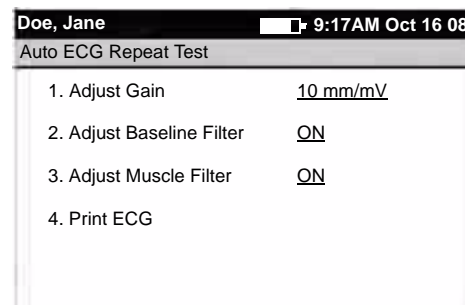 Doe, Jane 9:17AM Oct 16 08
Auto ECG Repeat Test
1. Adjust Gain 10 mm/mV
2. Adjust Baseline Filter ON
3. Adjust Muscle Filter ON
4. Print ECG